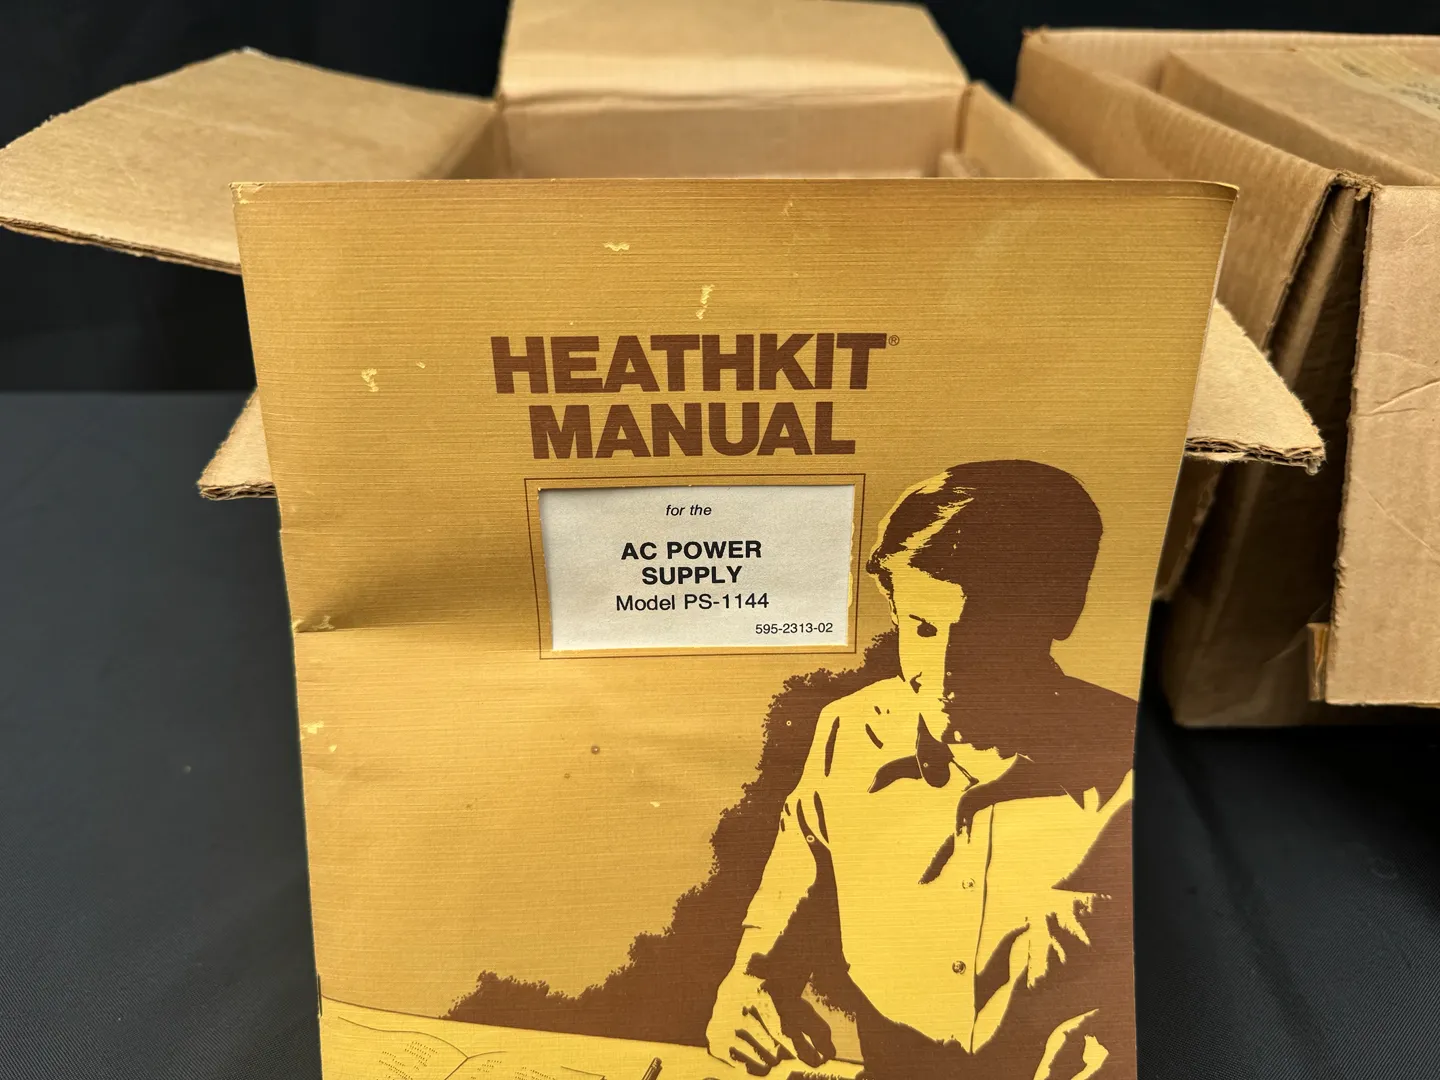 HEATHKIT®
MANUAL
for the
AC POWER
SUPPLY
Model PS-1144
595-2313-02